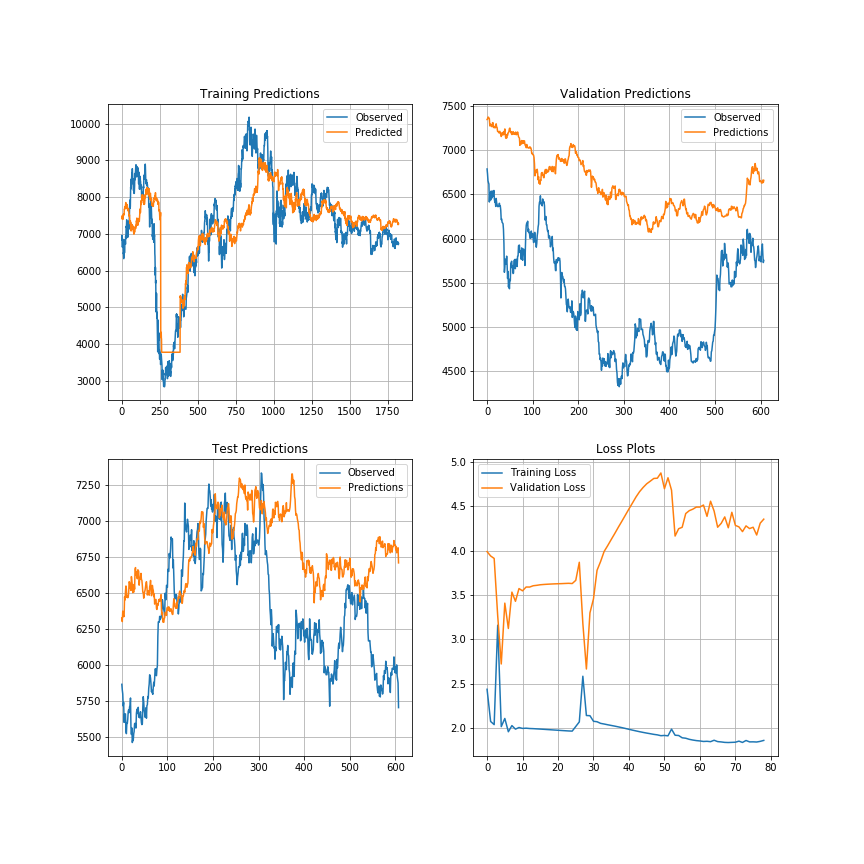 Training Predictions
Observed
Predicted
10000
9000
8000
7000
6000
5000
4000
3000
0 250 500 750 1000 1250 1500 1750
Validation Predictions
Observed
Predictions
7500
7000
6500
6000
5500
5000
4500
0 100 200 300 400 500 600
Test Predictions
Observed
Predictions
7250
7000
6750
6500
6250
6000
5750
5500
0 100 200 300 400 500 600
Loss Plots
Training Loss
Validation Loss
5.0
4.5
4.0
3.5
3.0
2.5
2.0
0 10 20 30 40 50 60 70 80